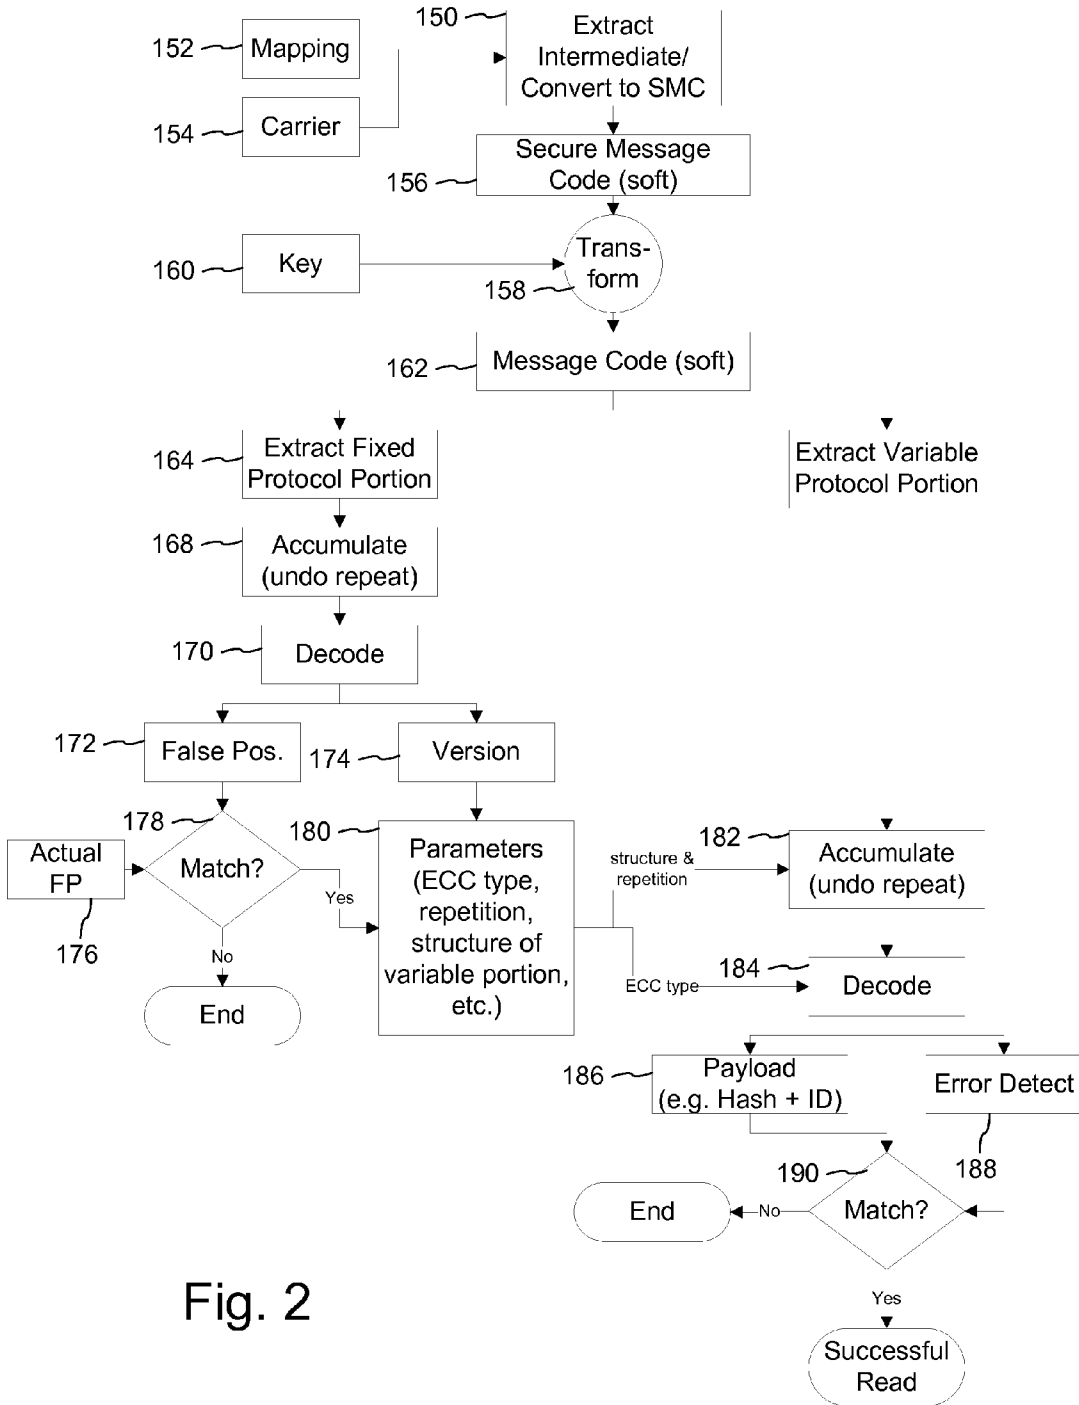 150
Extract
Intermediate/
Convert to SMC
152
Mapping
154
Carrier
Secure Message
Code (soft)
156
160
Key
Trans-
form
158
Message Code (soft)
162
164
Extract Fixed
Protocol Portion
Extract Variable
Protocol Portion
168
Accumulate
(undo repeat)
170
Decode
172
False Pos.
174
Version
178
Match?
Actual
FP
176
Yes
No
End
180
Parameters
(ECC type,
repetition,
structure of
variable portion,
etc.)
structure &
repetition
182
Accumulate
(undo repeat)
ECC type
184
Decode
186
Payload
(e.g. Hash + ID)
Error Detect
188
190
Match?
No
End
Yes
Successful
Read
Fig. 2